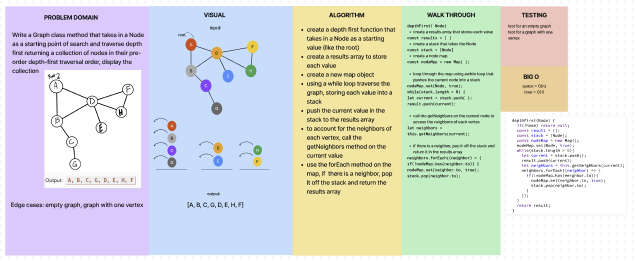 PROBLEM DOMAIN
Write a Graph class method that takes in a Node
as a starting point of search and traverse depth
first returning a collection of nodes in their pre-
order depth-first traversal order, display the
collection
A
D
F
B
E
H
C
G
Output: A, B, C, G, D, E, H, F
Edge cases: empty graph, graph with one vertex
VISUAL
input:
root
output:
[A, B, C, G, D, E, H, F]
ALGORITHM
create a depth first function that
takes in a Node as a starting value
(like the root)
create a results array to store
each value
create a new map object
using a while loop, traverse the
graph, storing each value into a
stack
push the current value in the stack
to the results array
to account for the neighbors of
each vertex, call the
getNeighbors method on the
current value
use the forEach method on the
map, if there is a neighbor, pop it
off the stack and return the
results array
WALK THROUGH
depthFirst( Node)
create a results array that stores each value
const results = [ ]
create a stack that takes the Node
const stack = [Node]
create a node map
const nodeMap = new Map( );
loop through the map using awhile loop that
pushes the current node into a stack
nodeMap.set(Node, true);
while(stack.length > 0) {
let current = stack.push( );
result.push(current);
call the getNeighbors on the current node to
access the neighbors of each vertex
let neighbors =
this.getNeighbors(current);
if there is a neighbor, pop it off the stack and
return it in the results array
neighbors.forEach((neighbor) = {
if(!nodeMap.has(neighbor.to)) {
nodeMap.set(neighbor.to, true);
stack.pop(neighbor.to);
TESTING
test for an empty graph
test for a graph with one
vertex
BIG O
space = O(n)
time = O(1)
depthFirst(Node) {
if(!Node) return null;
const result = [];
const stack = [Node];
const nodeMap = new Map();
nodeMap.set(Node, true);
while(stack.length > 0){
let current = stack.push();
result.push(current);
let neighbors = this.getNeighbors(current);
neighbors.forEach((neighbor) => {
if(!nodeMap.has(neighbor.to)){
nodeMap.set(neighbor.to, true);
stack.pop(neighbor.to);
}
})
}
return result;
}